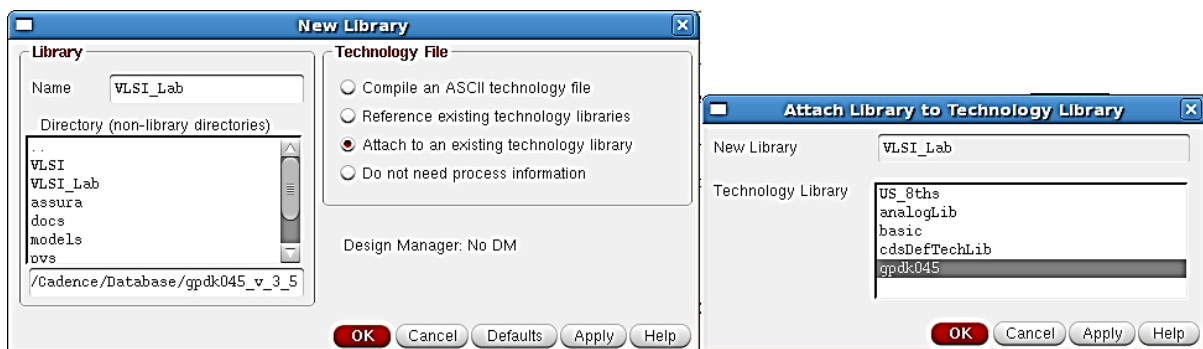 New Library
Library
Name VLSI_Lab
Directory (non-library directories)
..
VLSI
VLSI_Lab
assura
docs
models
pvs
/Cadence/Database/gpdk045_v_3_5
Technology File
Compile an ASCII technology file
Reference existing technology libraries
Attach to an existing technology library
Do not need process information
Design Manager: No DM
OK Cancel Defaults Apply Help
Attach Library to Technology Library
New Library VLSI_Lab
Technology Library
US_8ths
analogLib
basic
cdsDefTechLib
gpdk045
OK Cancel Apply Help